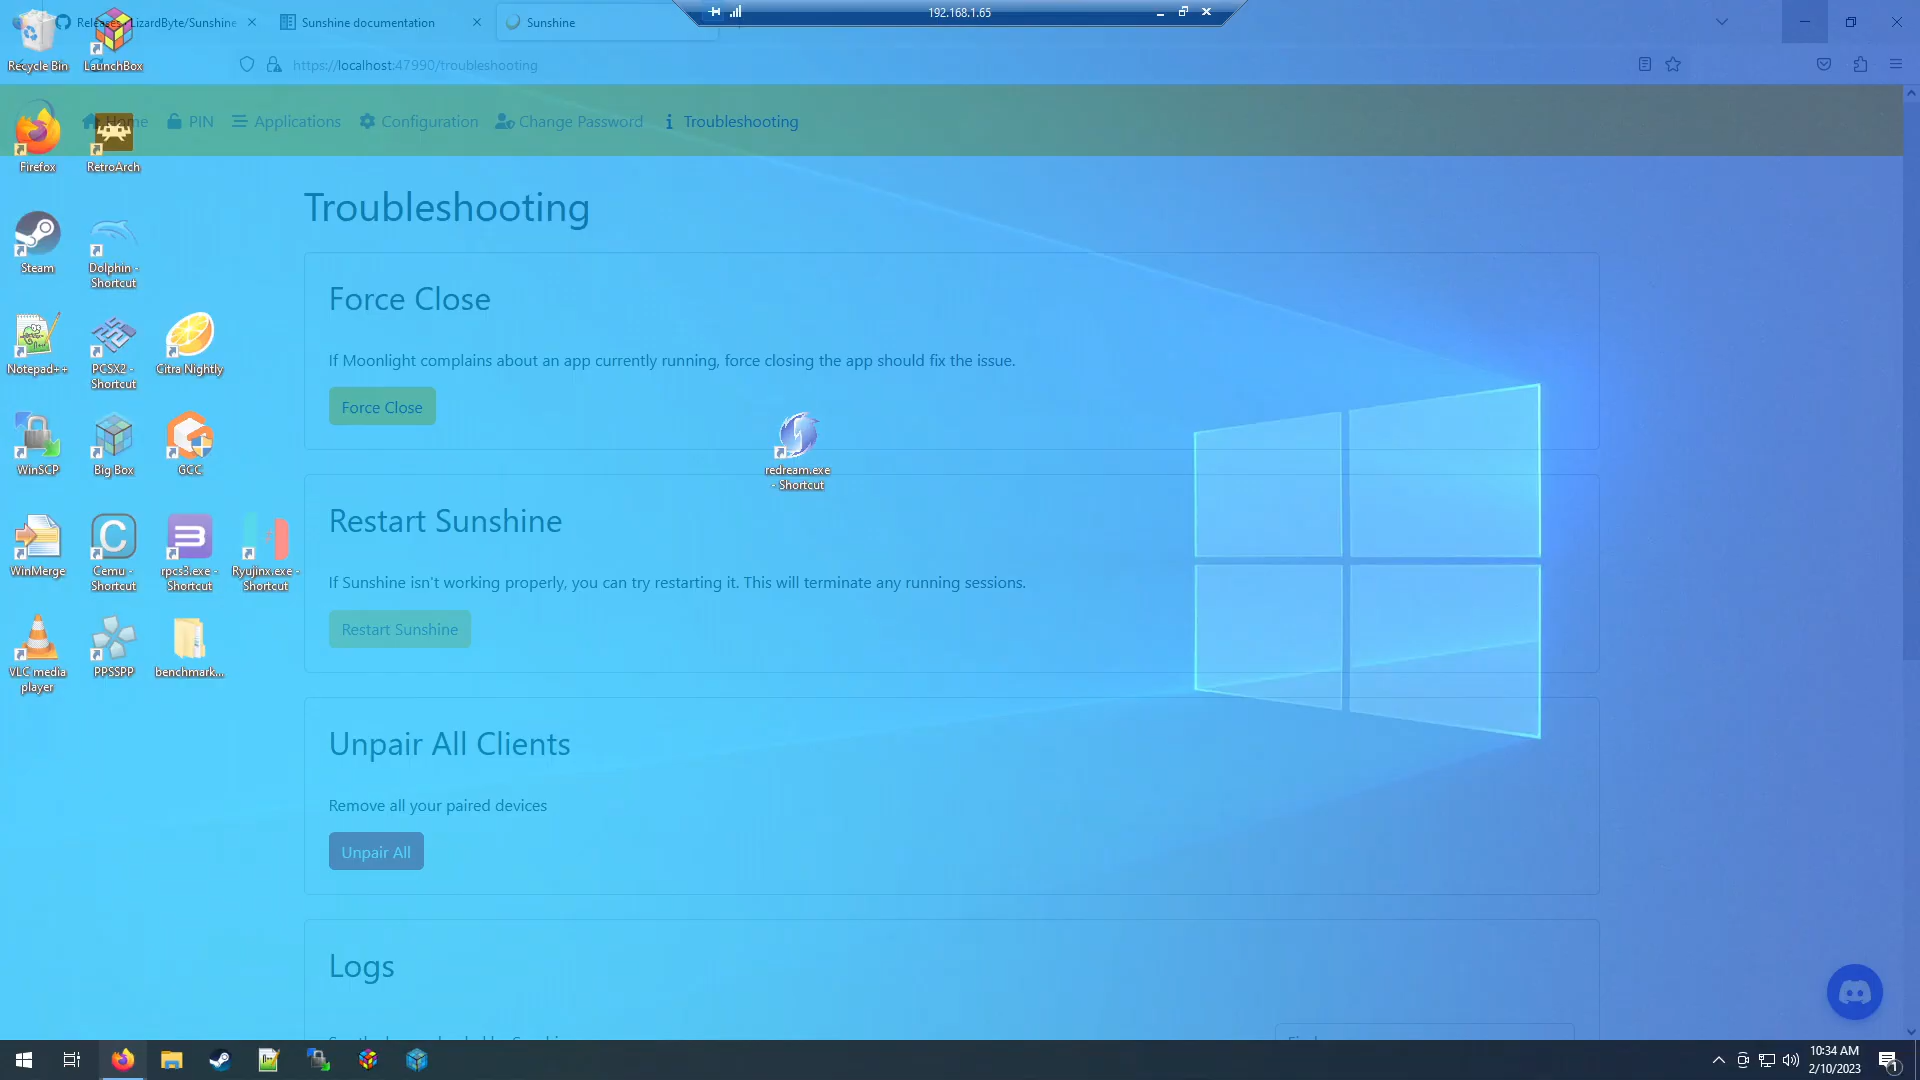 Releases · LizardByte/Sunshine
Sunshine documentation
Sunshine
192.168.1.65
https://localhost:47990/troubleshooting
Home
PIN
Applications
Configuration
Change Password
Troubleshooting
Recycle Bin
LaunchBox
Firefox
RetroArch
Steam
Dolphin -
Shortcut
Notepad++
PCSX2 -
Shortcut
Citra Nightly
WinSCP
Big Box
GCC
WinMerge
Cemu -
Shortcut
rpcs3.exe -
Shortcut
Ryujinx.exe -
Shortcut
VLC media
player
PPSSPP
benchmark...
redream.exe
- Shortcut
Troubleshooting
Force Close
If Moonlight complains about an app currently running, force closing the app should fix the issue.
Force Close
Restart Sunshine
If Sunshine isn't working properly, you can try restarting it. This will terminate any running sessions.
Restart Sunshine
Unpair All Clients
Remove all your paired devices
Unpair All
Logs
10:34 AM
2/10/2023
1